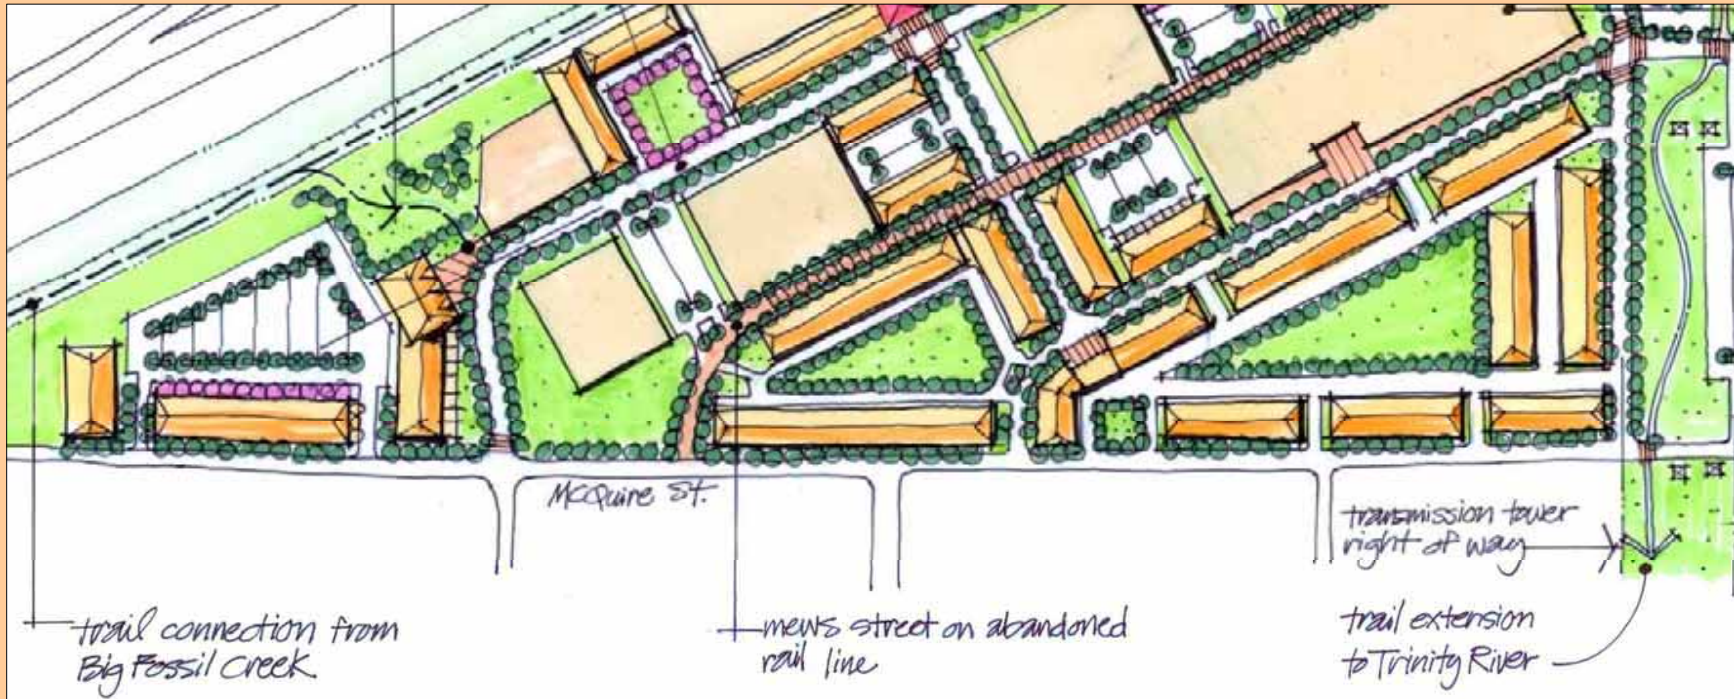 McQuire St.
transmission tower
right of way
trail connection from
Big Fossil Creek
mews street on abandoned
rail line
trail extension
to Trinity River